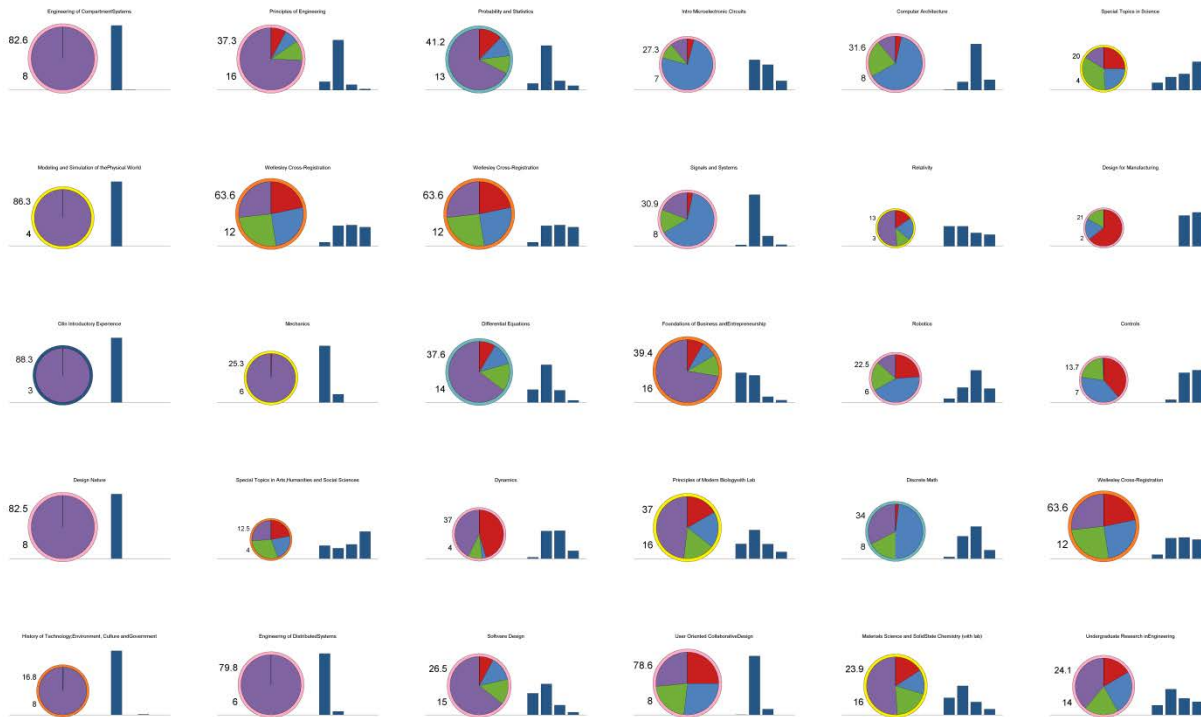 Engineering of CompartmentSystems
82.6
8
Principles of Engineering
37.3
16
Probability and Statistics
41.2
13
Intro Microelectronic Circuits
27.3
7
Computer Architecture
31.6
8
Special Topics in Science
20
4
Modeling and Simulation of thePhysical World
86.3
4
Wellesley Cross-Registration
63.6
12
Wellesley Cross-Registration
63.6
12
Signals and Systems
30.9
8
Relativity
13
3
Design for Manufacturing
21
2
Olin Introductory Experience
88.3
3
Mechanics
25.3
6
Differential Equations
37.6
14
Foundations of Business andEntrepreneurship
39.4
16
Robotics
22.5
6
Controls
13.7
7
Design Nature
82.5
8
Special Topics in Arts,Humanities and Social Sciences
12.5
4
Dynamics
37
4
Principles of Modern Biologywith Lab
37
16
Discrete Math
34
8
Wellesley Cross-Registration
63.6
12
History of Technology:Environment, Culture andGovernment
16.8
8
Engineering of DistributedSystems
79.8
6
Software Design
26.5
15
User Oriented CollaborativeDesign
78.6
8
Materials Science and SolidState Chemistry (with lab)
23.9
16
Undergraduate Research inEngineering
24.1
14